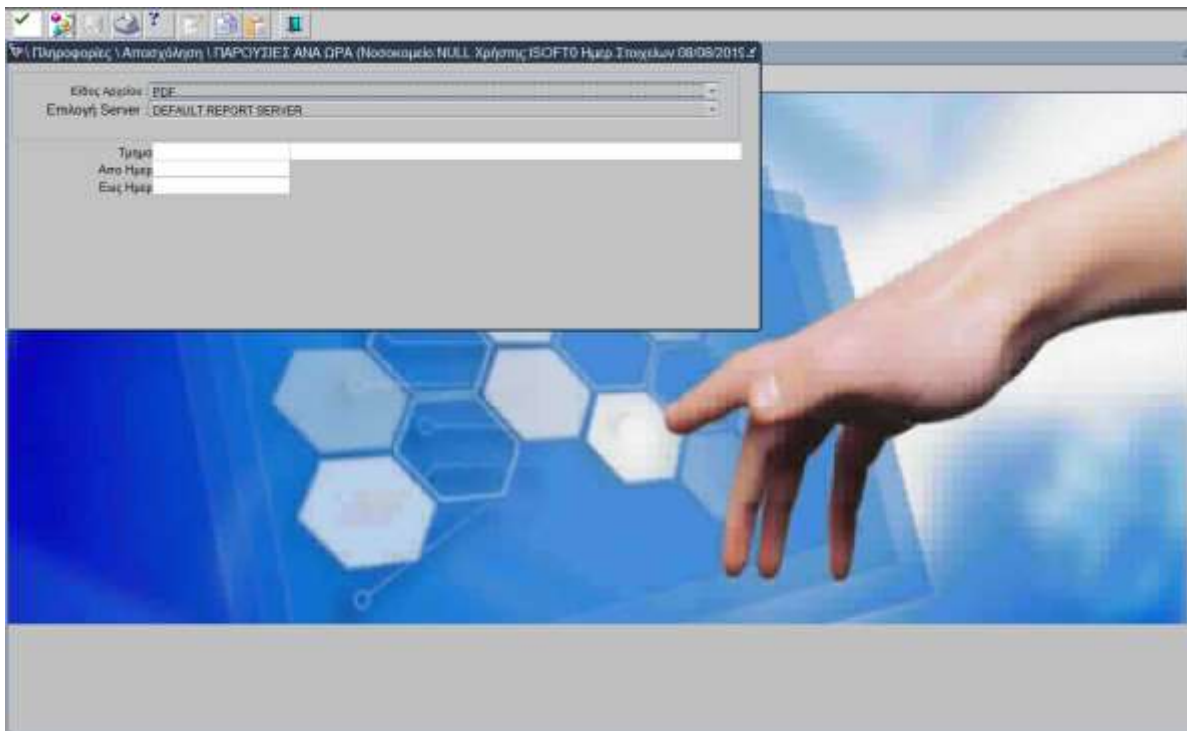 \ Πληροφορίες \ Απασχόληση \ ΠΑΡΟΥΣΙΕΣ ΑΝΑ ΩΡΑ (Νοσοκομείο:NULL Χρήστης:ISOFT0 Ημερ Στοιχείων 08/08/2019
Είδος Αρχείου PDF
Επιλογή Server DEFAULT REPORT SERVER
Τμημα
Απο Ημερ
Εως Ημερ